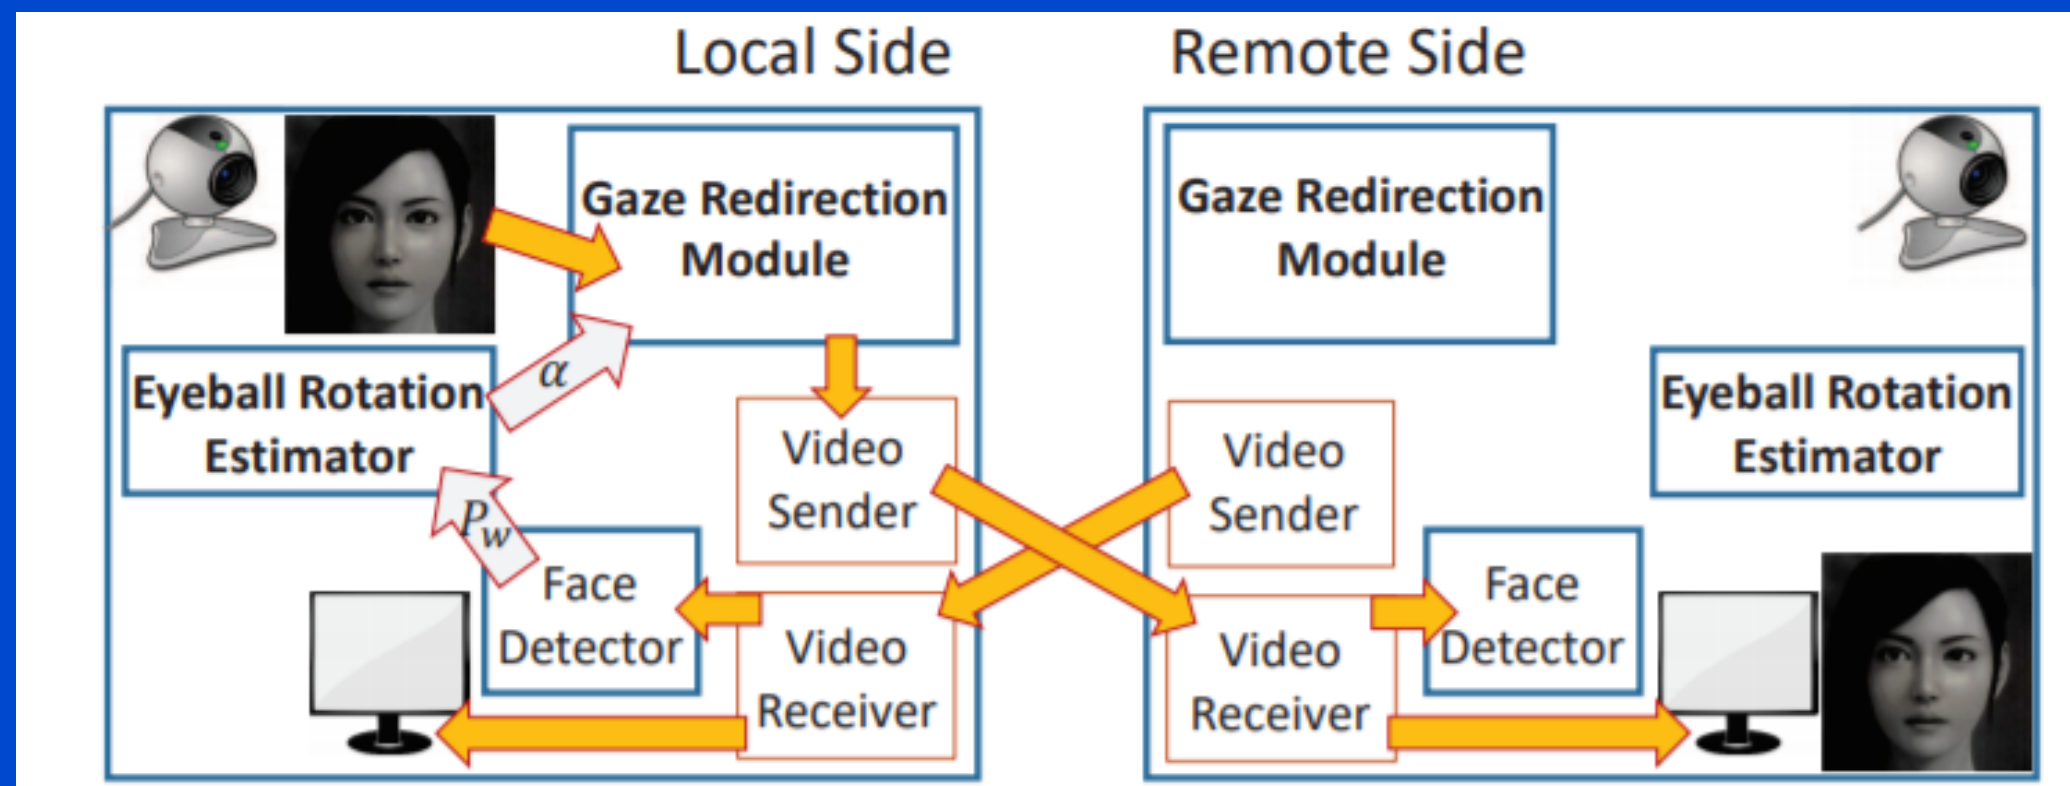 Local Side
Remote Side
Gaze Redirection
Module
Eyeball Rotation
Estimator
α
P_w
Video
Sender
Face
Detector
Video
Receiver
Gaze Redirection
Module
Eyeball Rotation
Estimator
Video
Sender
Face
Detector
Video
Receiver